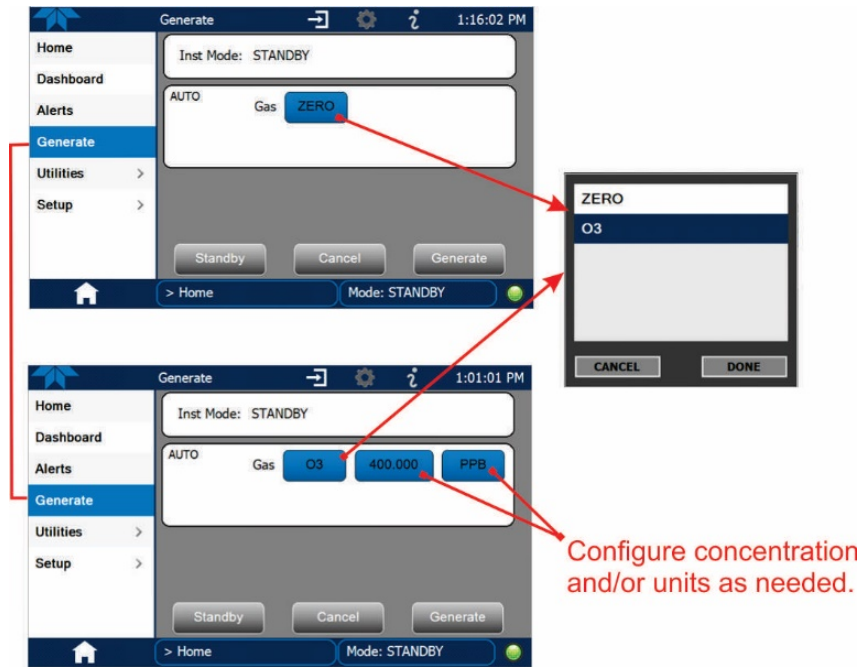 Generate 1:16:02 PM
Home
Dashboard
Alerts
Generate
Utilities >
Setup >
Inst Mode: STANDBY
AUTO
Gas ZERO
Standby Cancel Generate
> Home Mode: STANDBY
ZERO
O3
CANCEL DONE
Generate 1:01:01 PM
Home
Dashboard
Alerts
Generate
Utilities >
Setup >
Inst Mode: STANDBY
AUTO
Gas O3 400.000 PPB
Standby Cancel Generate
> Home Mode: STANDBY
Configure concentration
and/or units as needed.